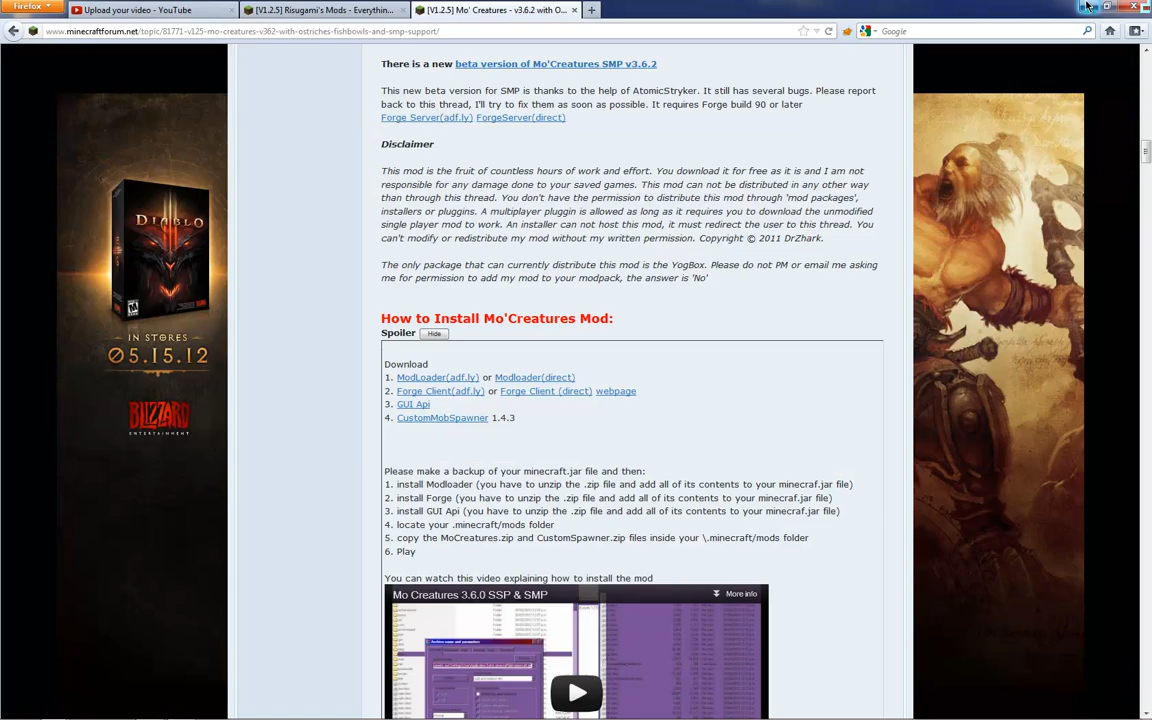 Firefox
Upload your video - YouTube
[V1.2.5] Risugami's Mods - Everythin...
[V1.2.5] Mo' Creatures - v3.6.2 with O...
www.minecraftforum.net/topic/81771-v125-mo-creatures-v362-with-ostriches-fishbowls-and-smp-support/
Google
There is a new beta version of Mo'Creatures SMP v3.6.2
This new beta version for SMP is thanks to the help of AtomicStryker. It still has several bugs. Please report
back to this thread, I'll try to fix them as soon as possible. It requires Forge build 90 or later
Forge Server(adf.ly) ForgeServer(direct)
Disclaimer
This mod is the fruit of countless hours of work and effort. You download it for free as it is and I am not
responsible for any damage done to your saved games. This mod can not be distributed in any other way
than through this thread. You don't have the permission to distribute this mod through 'mod packages',
installers or pluggins. A multiplayer pluggin is allowed as long as it requires you to download the unmodified
single player mod to work. An installer can not host this mod, it must redirect the user to this thread. You
can't modify or redistribute my mod without my written permission. Copyright © 2011 DrZhark.
The only package that can currently distribute this mod is the YogBox. Please do not PM or email me asking
me for permission to add my mod to your modpack, the answer is 'No'
DIABLO
IN STORES
05.15.12
BLIZZARD
ENTERTAINMENT
How to Install Mo'Creatures Mod:
Spoiler Hide
Download
1. ModLoader(adf.ly) or Modloader(direct)
2. Forge Client(adf.ly) or Forge Client (direct) webpage
3. GUI Api
4. CustomMobSpawner 1.4.3
Please make a backup of your minecraft.jar file and then:
1. install Modloader (you have to unzip the .zip file and add all of its contents to your minecraf.jar file)
2. install Forge (you have to unzip the .zip file and add all of its contents to your minecraf.jar file)
3. install GUI Api (you have to unzip the .zip file and add all of its contents to your minecraf.jar file)
4. locate your .minecraft/mods folder
5. copy the MoCreatures.zip and CustomSpawner.zip files inside your \.minecraft/mods folder
6. Play
You can watch this video explaining how to install the mod
Mo Creatures 3.6.0 SSP & SMP
More info